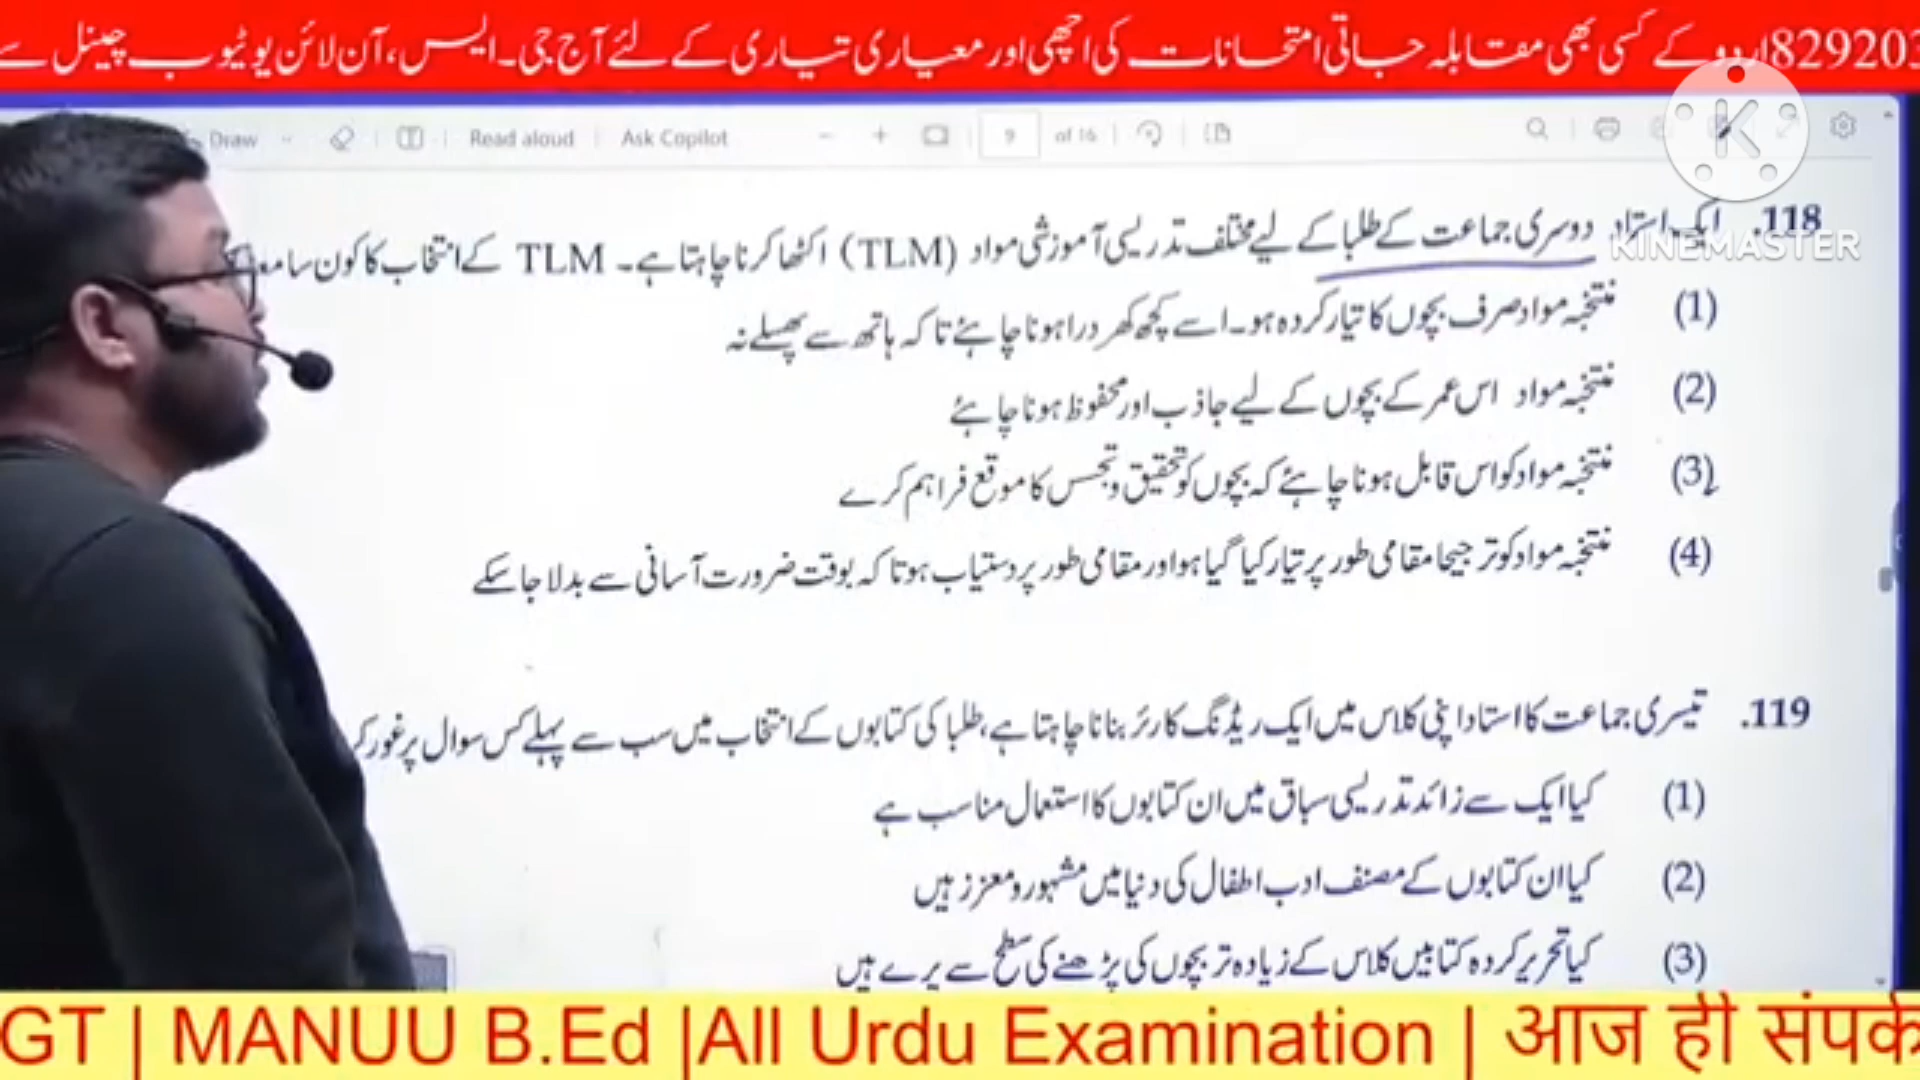 829203اردو کے کسی بھی مقابلہ جاتی امتحانات کی اچھی اور معیاری تیاری کے لئے آج جی۔ایس،آن لائن یوٹیوب چینل سے
Draw Read aloud Ask Copilot 9 of 16
KINEMASTER
118. ایک استاد دوسری جماعت کے طلبا کے لیے مختلف تدریسی آموزشی مواد (TLM) اکٹھا کرنا چاہتا ہے۔ TLM کے انتخاب کا کون سا
(1) منتخبہ مواد صرف بچوں کا تیار کردہ ہو۔ اسے کچھ کھردرا ہونا چاہئے تاکہ ہاتھ سے پھسلے نہ
(2) منتخبہ مواد اس عمر کے بچوں کے لیے جاذب اور محفوظ ہونا چاہئے
(3) منتخبہ مواد کو اس قابل ہونا چاہئے کہ بچوں کو تحقیق و تجسس کا موقع فراہم کرے
(4) منتخبہ مواد کو ترجیحا مقامی طور پر تیار کیا گیا ہو اور مقامی طور پر دستیاب ہو تاکہ بوقت ضرورت آسانی سے بدلا جا سکے
119. تیسری جماعت کا استاد اپنی کلاس میں ایک ریڈنگ کارنر بنانا چاہتا ہے، طلبا کی کتابوں کے انتخاب میں سب سے پہلے کس سوال پر غور
(1) کیا ایک سے زائد تدریسی سباق میں ان کتابوں کا استعمال مناسب ہے
(2) کیا ان کتابوں کے مصنف ادب اطفال کی دنیا میں مشہور و معزز ہیں
(3) کیا تحریر کردہ کتابیں کلاس کے زیادہ تر بچوں کی پڑھنے کی سطح سے پرے ہیں
GT | MANUU B.Ed |All Urdu Examination | आज ही संपर्क